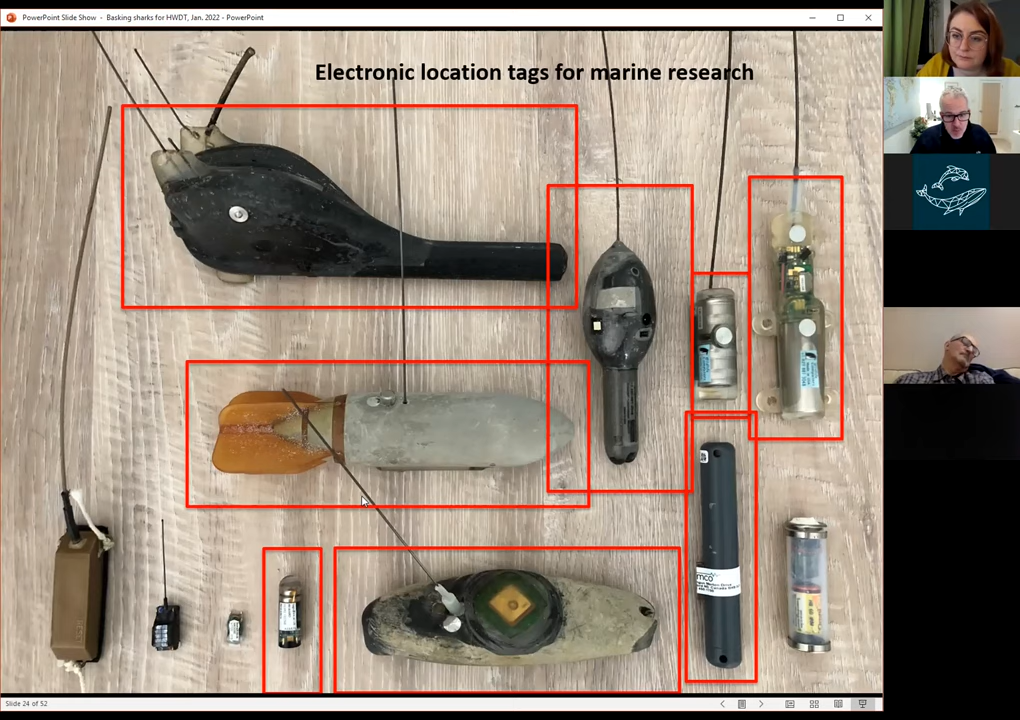 PowerPoint Slide Show - Basking sharks for HWDT, Jan. 2022 - PowerPoint
Electronic location tags for marine research
mco
Slide 24 of 52